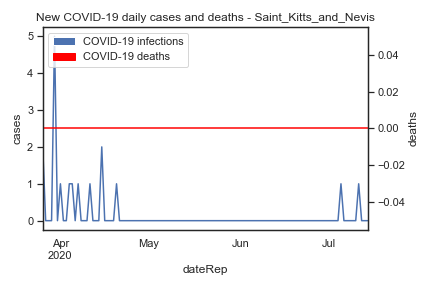 New COVID-19 daily cases and deaths - Saint_Kitts_and_Nevis
COVID-19 infections
COVID-19 deaths
5
4
3
2
1
0
cases
0.04
0.02
0.00
−0.02
−0.04
deaths
Apr
2020
May
Jun
Jul
dateRep